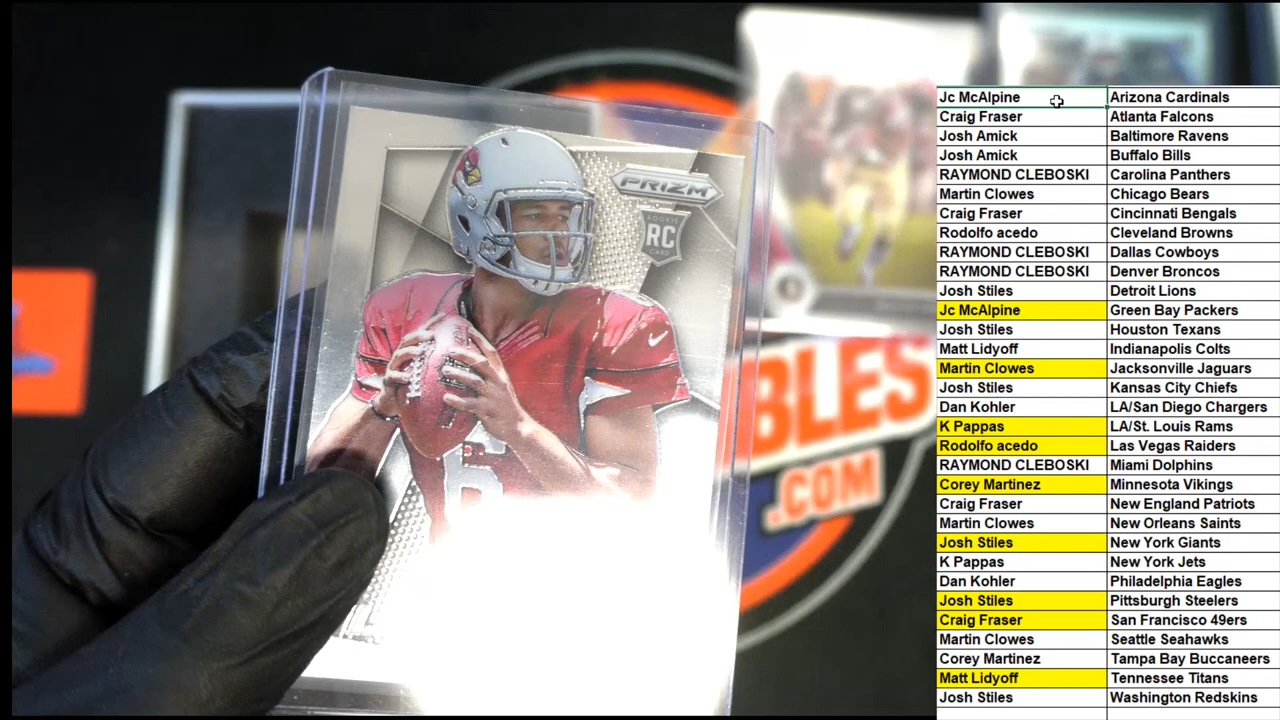 PRIZM
ROOKIE
RC
CARD
BLES
.COM
6
Jc McAlpine Arizona Cardinals
Craig Fraser Atlanta Falcons
Josh Amick Baltimore Ravens
Josh Amick Buffalo Bills
RAYMOND CLEBOSKI Carolina Panthers
Martin Clowes Chicago Bears
Craig Fraser Cincinnati Bengals
Rodolfo acedo Cleveland Browns
RAYMOND CLEBOSKI Dallas Cowboys
RAYMOND CLEBOSKI Denver Broncos
Josh Stiles Detroit Lions
Jc McAlpine Green Bay Packers
Josh Stiles Houston Texans
Matt Lidyoff Indianapolis Colts
Martin Clowes Jacksonville Jaguars
Josh Stiles Kansas City Chiefs
Dan Kohler LA/San Diego Chargers
K Pappas LA/St. Louis Rams
Rodolfo acedo Las Vegas Raiders
RAYMOND CLEBOSKI Miami Dolphins
Corey Martinez Minnesota Vikings
Craig Fraser New England Patriots
Martin Clowes New Orleans Saints
Josh Stiles New York Giants
K Pappas New York Jets
Dan Kohler Philadelphia Eagles
Josh Stiles Pittsburgh Steelers
Craig Fraser San Francisco 49ers
Martin Clowes Seattle Seahawks
Corey Martinez Tampa Bay Buccaneers
Matt Lidyoff Tennessee Titans
Josh Stiles Washington Redskins